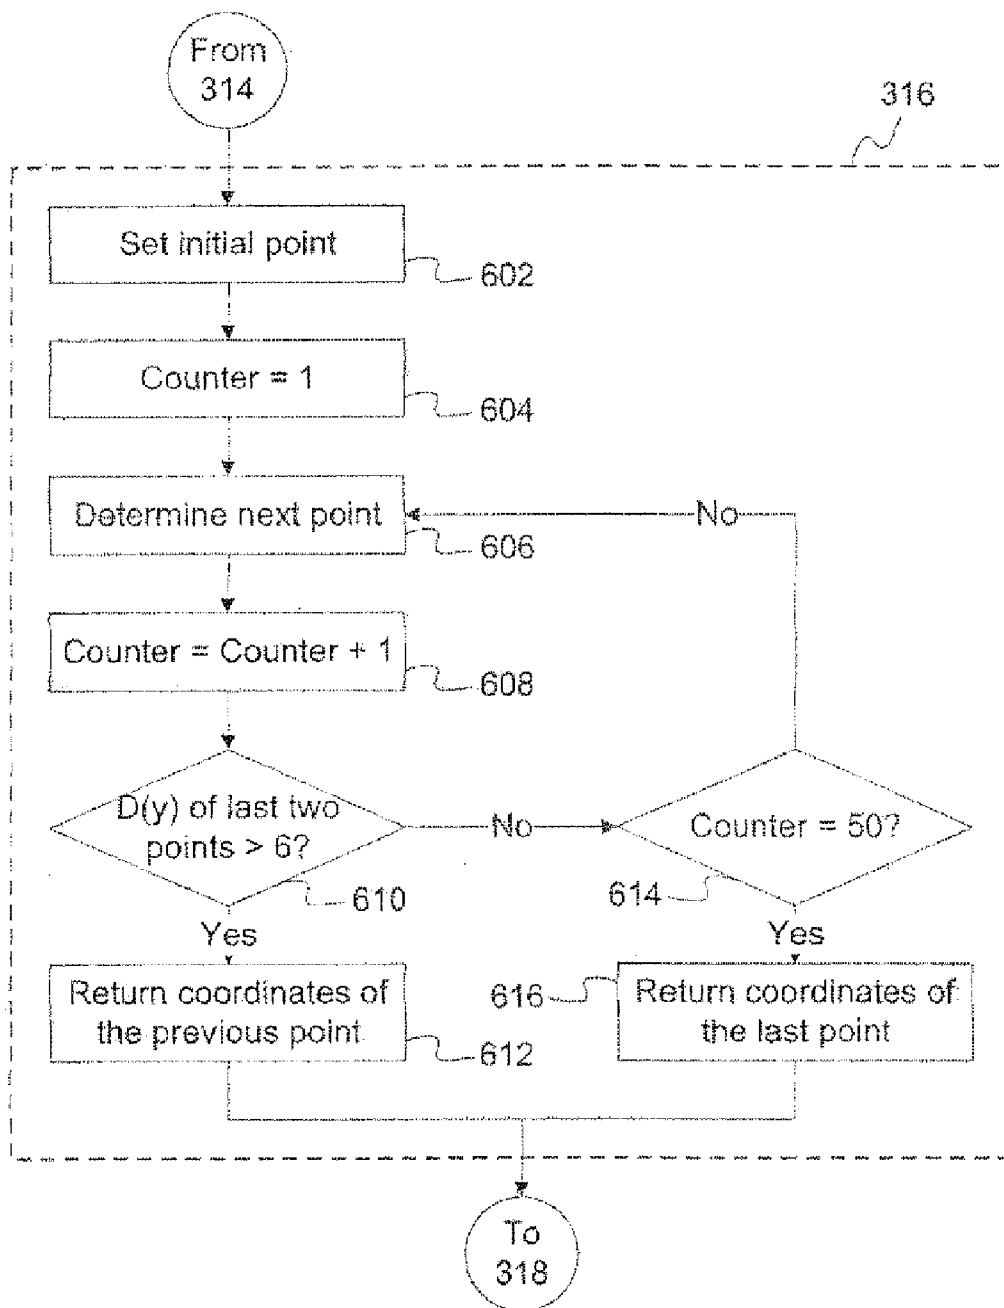 From
314
316
Set initial point
602
Counter = 1
604
Determine next point
No
606
Counter = Counter + 1
608
D(y) of last two
points > 6?
No
Counter = 50?
610
614
Yes
Yes
Return coordinates of
the previous point
612
616
Return coordinates of
the last point
To
318